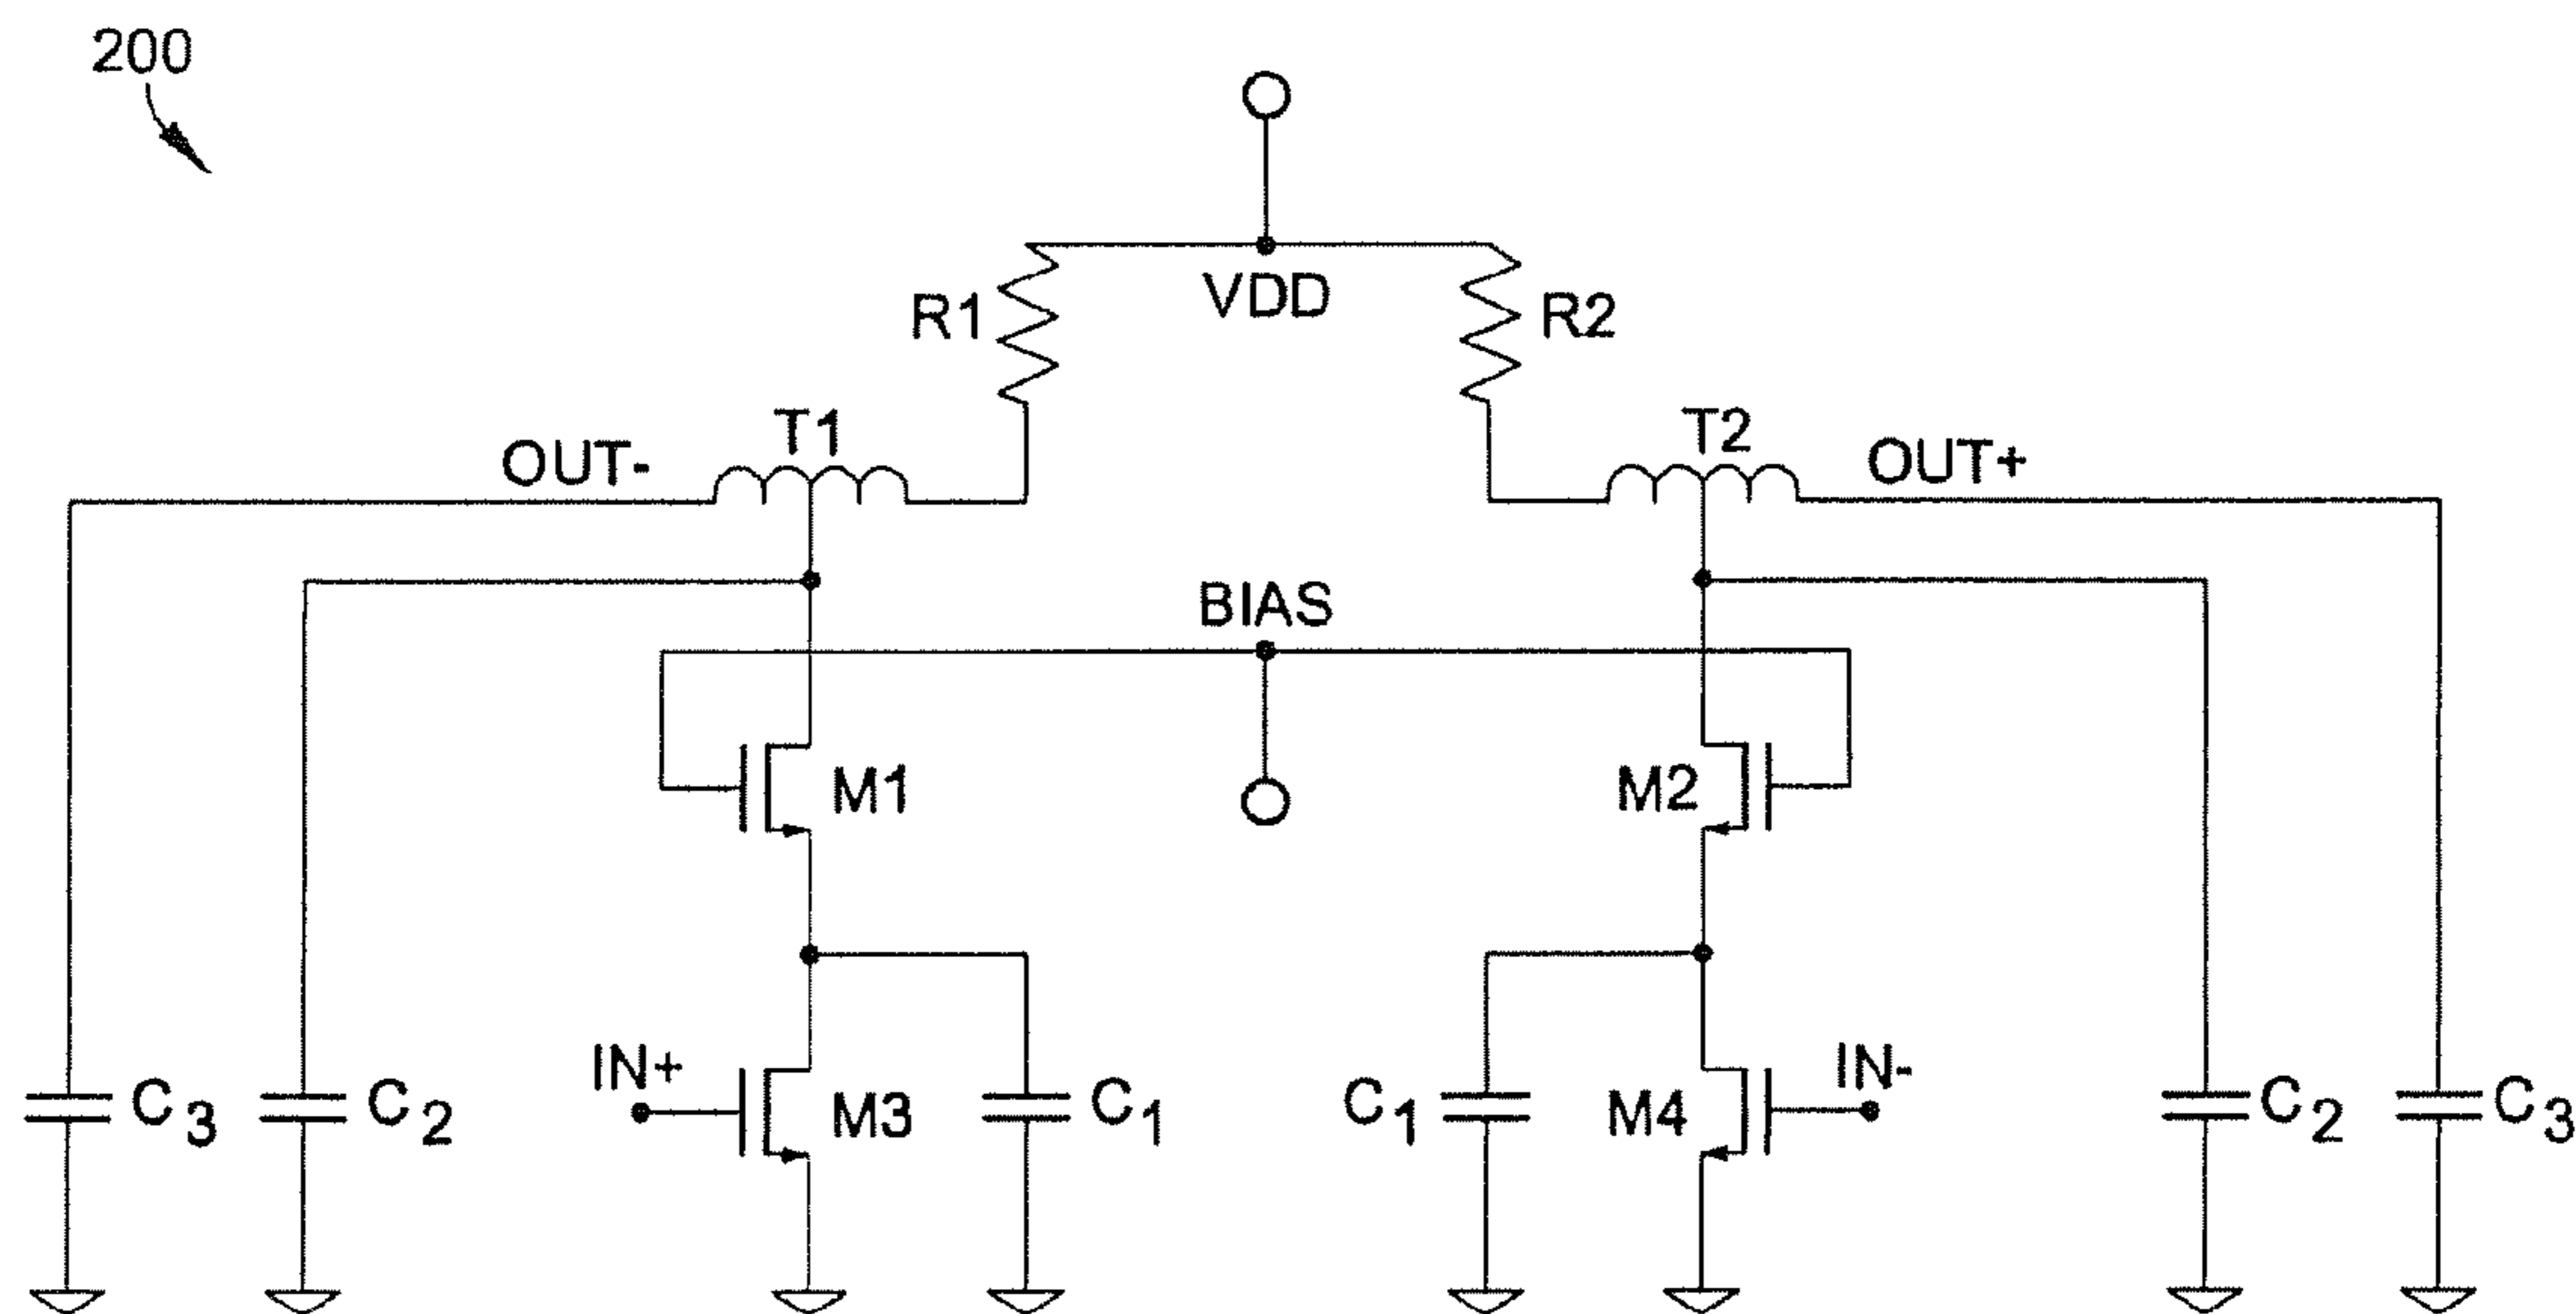 200
VDD
R1
R2
T1
T2
OUT-
OUT+
BIAS
M1
M2
IN+
IN-
C3
C2
M3
C1
C1
M4
C2
C3